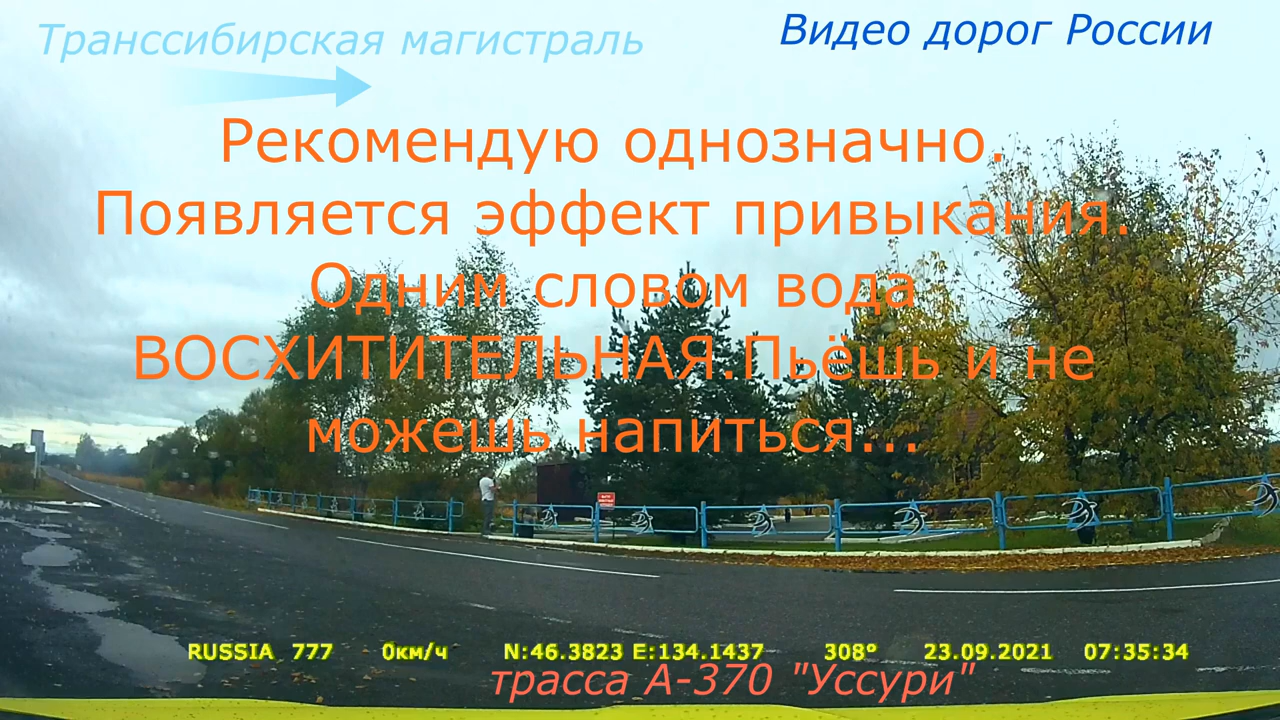 Транссибирская магистраль
Видео дорог России
Рекомендую однозначно.
Появляется эффект привыкания.
Одним словом вода
ВОСХИТИТЕЛЬНАЯ.Пьёшь и не
можешь напиться...
RUSSIA 777 0км/ч N:46.3823 E:134.1437 308° 23.09.2021 07:35:34
трасса А-370 "Уссури"